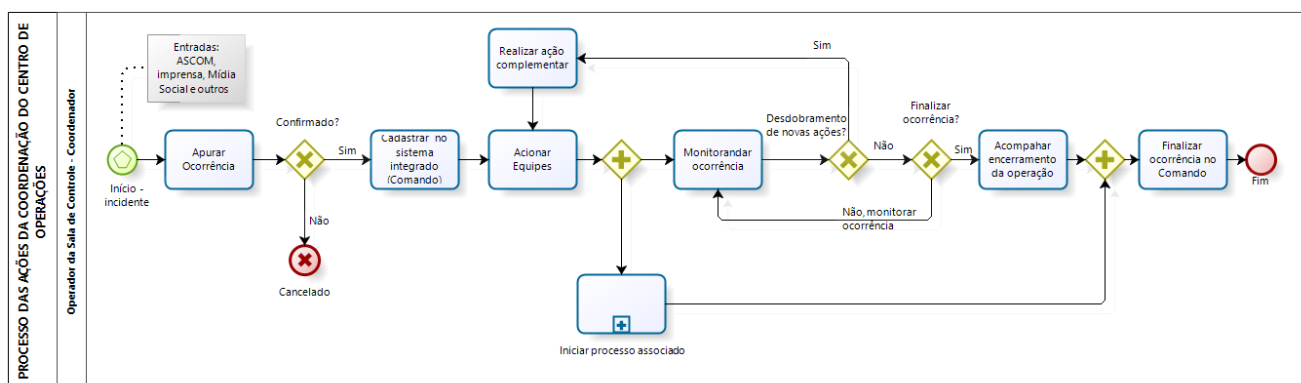 PROCESSO DAS AÇÕES DA COORDENAÇÃO DO CENTRO DE
OPERAÇÕES
Operador da Sala de Controle - Coordenador
Entradas:
ASCOM,
imprensa, Mídia
Social e outros
Início -
incidente
Apurar
Ocorrência
Confirmado?
Sim
Não
Cancelado
Cadastrar no
sistema
integrado
(Comando)
Acionar
Equipes
Realizar ação
complementar
Sim
Iniciar processo associado
Monitorandar
ocorrência
Desdobramento
de novas ações?
Não
Finalizar
ocorrência?
Sim
Não, monitorar
ocorrência
Acompahar
encerramento
da operação
Finalizar
ocorrência no
Comando
Fim